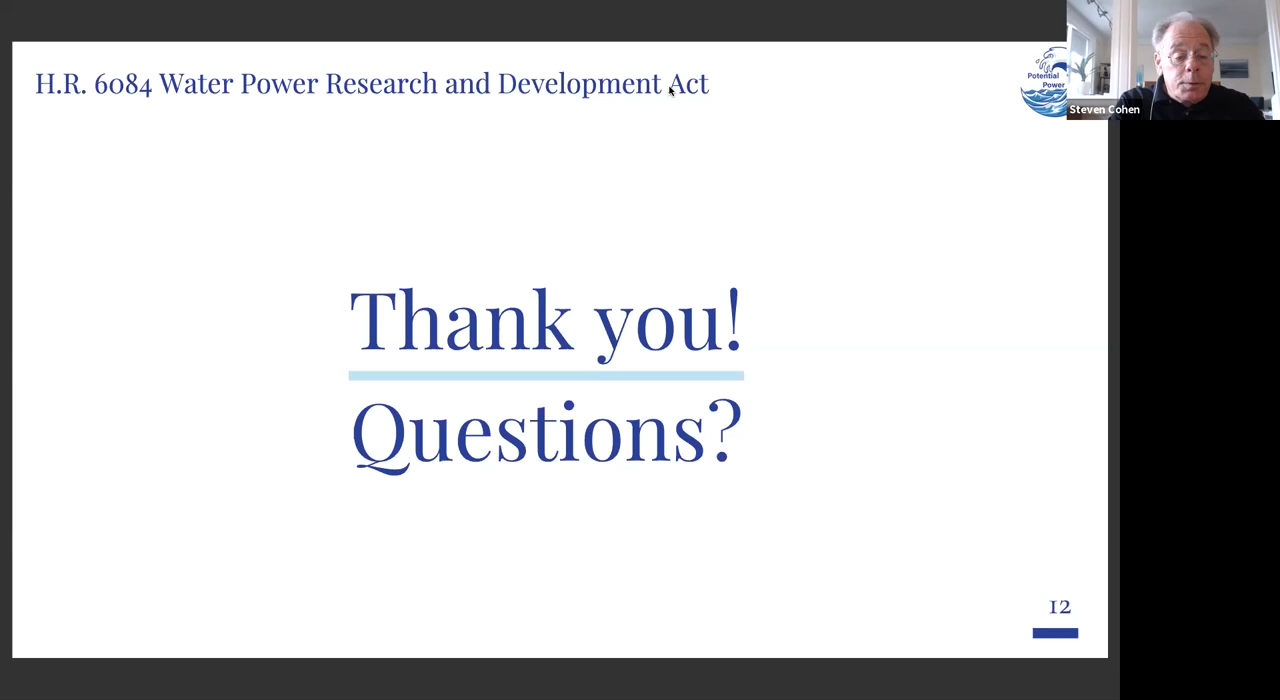 H.R. 6084 Water Power Research and Development Act
Potential
Power
Steven Cohen
Thank you!
Questions?
12